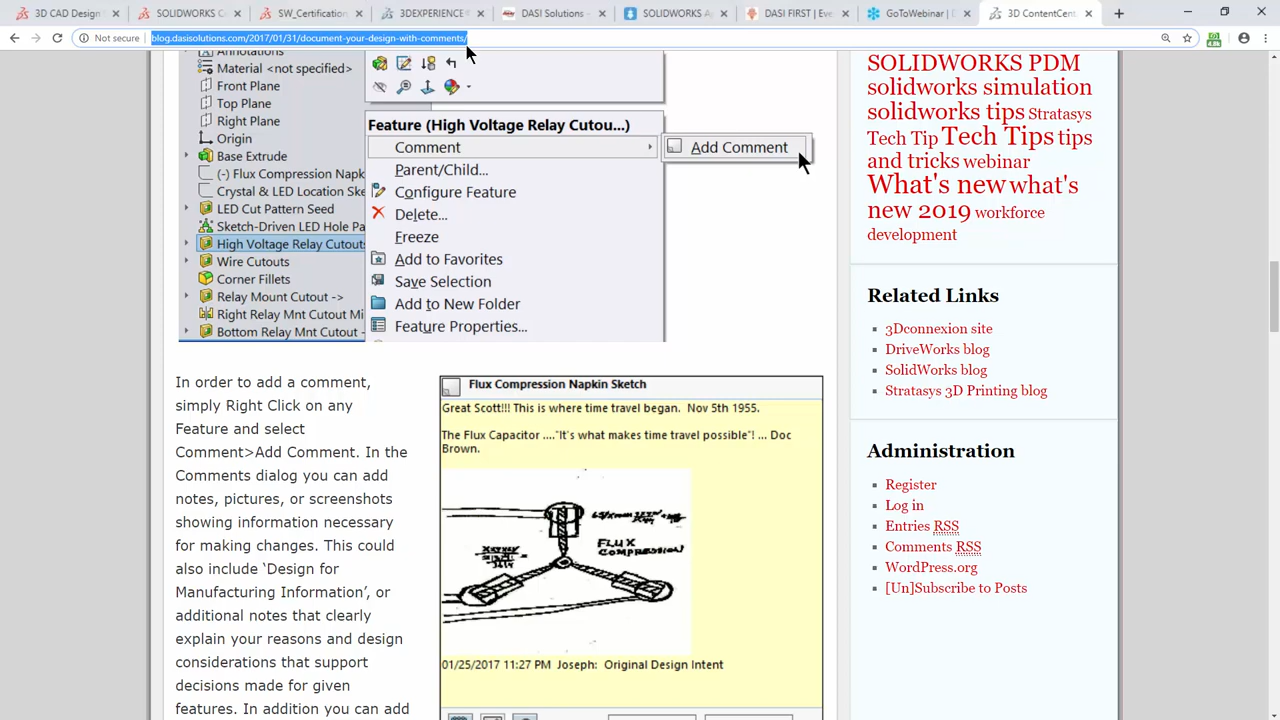 3D CAD Design
SOLIDWORKS Ce
SW_Certification
3DEXPERIENCE®
DASI Solutions -
SOLIDWORKS A
DASI FIRST | Eve
GoToWebinar | D
3D ContentCent
Not secure
blog.dasisolutions.com/2017/01/31/document-your-design-with-comments/
Annotations
Material <not specified>
Front Plane
Top Plane
Right Plane
Origin
Base Extrude
(-) Flux Compression Napk
Crystal & LED Location Ske
LED Cut Pattern Seed
Sketch-Driven LED Hole Pa
High Voltage Relay Cutouts
Wire Cutouts
Corner Fillets
Relay Mount Cutout ->
Right Relay Mnt Cutout Mi
Bottom Relay Mnt Cutout -
Feature (High Voltage Relay Cutou...)
Comment
Parent/Child...
Configure Feature
Delete...
Freeze
Add to Favorites
Save Selection
Add to New Folder
Feature Properties...
Add Comment
In order to add a comment,
simply Right Click on any
Feature and select
Comment>Add Comment. In the
Comments dialog you can add
notes, pictures, or screenshots
showing information necessary
for making changes. This could
also include ‘Design for
Manufacturing Information’, or
additional notes that clearly
explain your reasons and design
considerations that support
decisions made for given
features. In addition you can add
Flux Compression Napkin Sketch
Great Scott!!! This is where time travel began. Nov 5th 1955.
The Flux Capacitor ...."It's what makes time travel possible"! ... Doc
Brown.
FLUX
COMPRESSION
01/25/2017 11:27 PM Joseph: Original Design Intent
SOLIDWORKS PDM
solidworks simulation
solidworks tips Stratasys
Tech Tip Tech Tips tips
and tricks webinar
What's new what's
new 2019 workforce
development
Related Links
3Dconnexion site
DriveWorks blog
SolidWorks blog
Stratasys 3D Printing blog
Administration
Register
Log in
Entries RSS
Comments RSS
WordPress.org
[Un]Subscribe to Posts